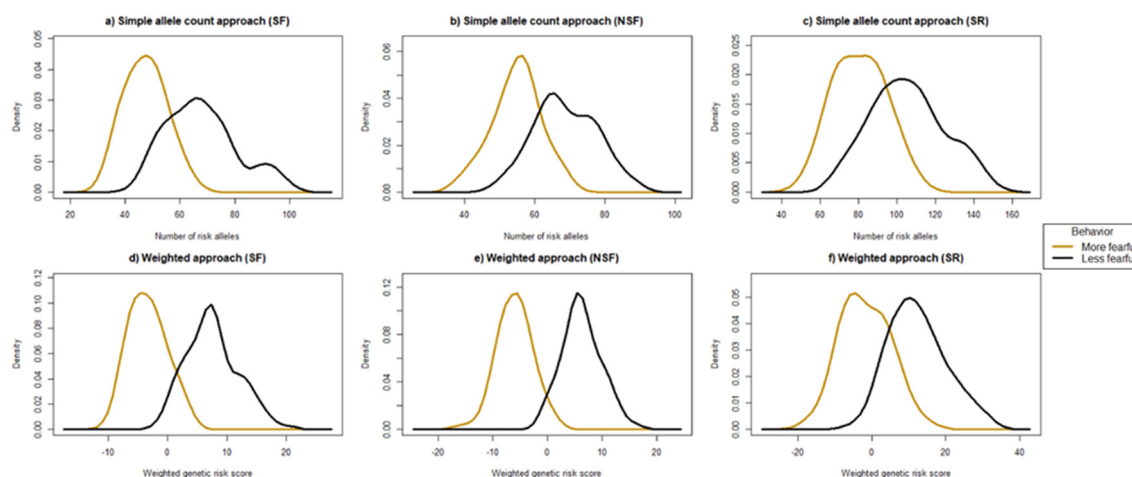 a) Simple allele count approach (SF)
Density
0.00 0.01 0.02 0.03 0.04 0.05
20 40 60 80 100
Number of risk alleles
b) Simple allele count approach (NSF)
Density
0.00 0.02 0.04 0.06
40 60 80 100
Number of risk alleles
c) Simple allele count approach (SR)
Density
0.000 0.005 0.010 0.015 0.020 0.025
40 60 80 100 120 140 160
Number of risk alleles
Behavior
More fearfu
Less fearfu
d) Weighted approach (SF)
Density
0.00 0.02 0.04 0.06 0.08 0.10 0.12
-10 0 10 20
Weighted genetic risk score
e) Weighted approach (NSF)
Density
0.00 0.02 0.04 0.06 0.08 0.10 0.12
-20 -10 0 10 20
Weighted genetic risk score
f) Weighted approach (SR)
Density
0.00 0.01 0.02 0.03 0.04 0.05
-20 0 20 40
Weighted genetic risk score